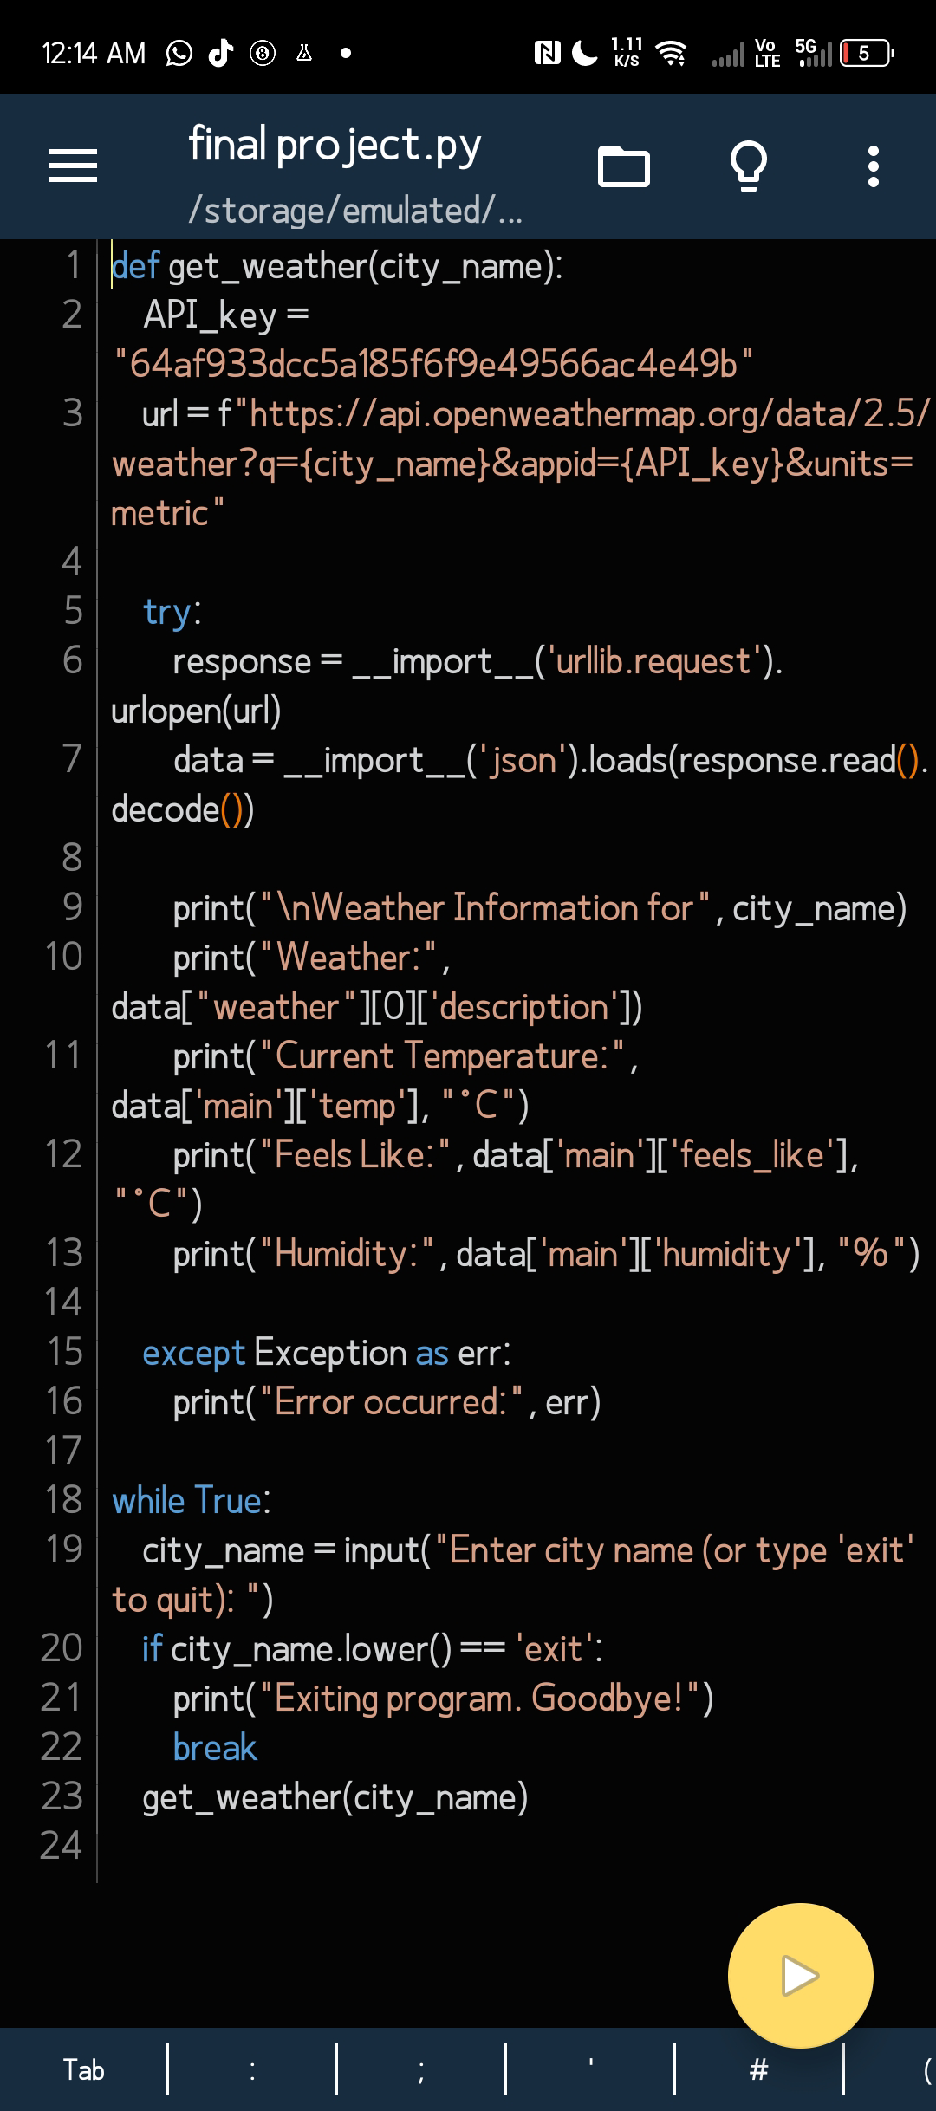 12:14 AM 1.11 K/S Vo LTE 5G 5
final project.py
/storage/emulated/...
1 def get_weather(city_name):
2 API_key =
"64af933dcc5a185f6f9e49566ac4e49b"
3 url = f"https://api.openweathermap.org/data/2.5/
weather?q={city_name}&appid={API_key}&units=
metric"
4
5 try:
6 response = __import__('urllib.request').
urlopen(url)
7 data = __import__('json').loads(response.read().
decode())
8
9 print("\nWeather Information for", city_name)
10 print("Weather:",
data["weather"][0]['description'])
11 print("Current Temperature:",
data['main']['temp'], "°C")
12 print("Feels Like:", data['main']['feels_like'],
"°C")
13 print("Humidity:", data['main']['humidity'], "%")
14
15 except Exception as err:
16 print("Error occurred:", err)
17
18 while True:
19 city_name = input("Enter city name (or type 'exit'
to quit): ")
20 if city_name.lower() == 'exit':
21 print("Exiting program. Goodbye!")
22 break
23 get_weather(city_name)
24
Tab : ; ' # (